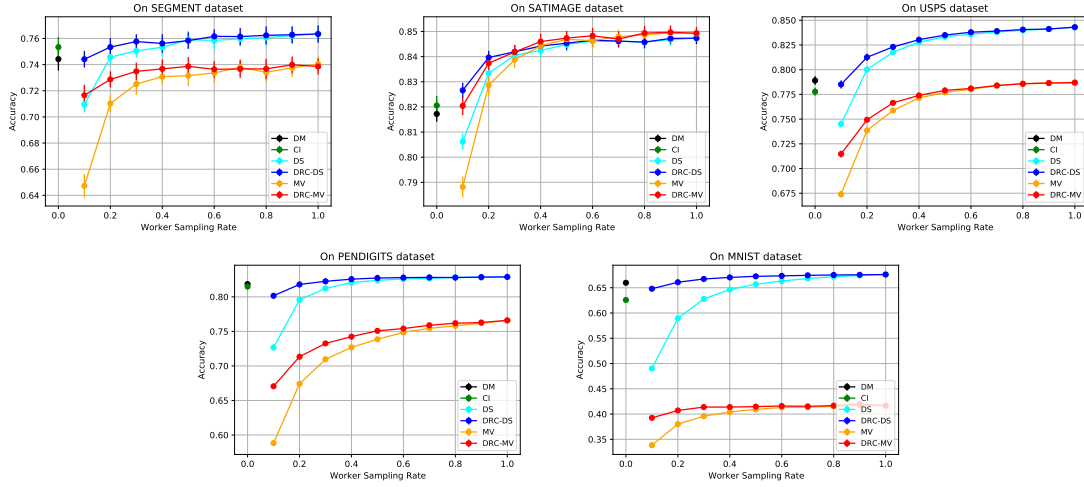 On SEGMENT dataset
Accuracy
0.76
0.74
0.72
0.70
0.68
0.66
0.64
0.0 0.2 0.4 0.6 0.8 1.0
Worker Sampling Rate
DM
CI
DS
DRC-DS
MV
DRC-MV
On SATIMAGE dataset
Accuracy
0.85
0.84
0.83
0.82
0.81
0.80
0.79
0.0 0.2 0.4 0.6 0.8 1.0
Worker Sampling Rate
DM
CI
DS
DRC-DS
MV
DRC-MV
On USPS dataset
Accuracy
0.850
0.825
0.800
0.775
0.750
0.725
0.700
0.675
0.0 0.2 0.4 0.6 0.8 1.0
Worker Sampling Rate
DM
CI
DS
DRC-DS
MV
DRC-MV
On PENDIGITS dataset
Accuracy
0.80
0.75
0.70
0.65
0.60
0.0 0.2 0.4 0.6 0.8 1.0
Worker Sampling Rate
DM
CI
DS
DRC-DS
MV
DRC-MV
On MNIST dataset
Accuracy
0.65
0.60
0.55
0.50
0.45
0.40
0.35
0.0 0.2 0.4 0.6 0.8 1.0
Worker Sampling Rate
DM
CI
DS
DRC-DS
MV
DRC-MV